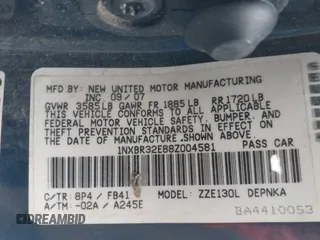 MFD. BY: NEW UNITED MOTOR MANUFACTURING
INC. 09/07
GVWR 3585LB GAWR FR 1885LB RR 1720LB
THIS VEHICLE CONFORMS TO ALL APPLICABLE
FEDERAL MOTOR VEHICLE SAFETY, BUMPER, AND
THEFT PREVENTION STANDARDS IN EFFECT ON
THE DATE OF MANUFACTURE SHOWN ABOVE.
1NXBR32E88Z004581 PASS CAR
C/TR: 8P4 / FB41 MODEL: ZZE130L DEPNKA
A/TM: -02A / A245E
BA4410053